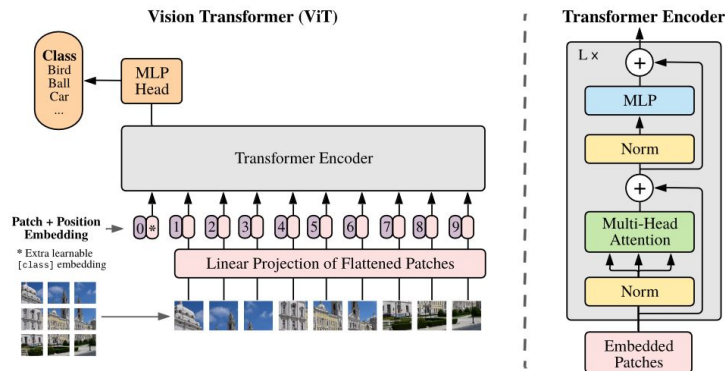 Vision Transformer (ViT)
Class
Bird
Ball
Car
...
MLP
Head
Transformer Encoder
Patch + Position
Embedding
* Extra learnable
[class] embedding
0 * 1 2 3 4 5 6 7 8 9
Linear Projection of Flattened Patches
Transformer Encoder
L ×
+
MLP
Norm
+
Multi-Head
Attention
Norm
Embedded
Patches